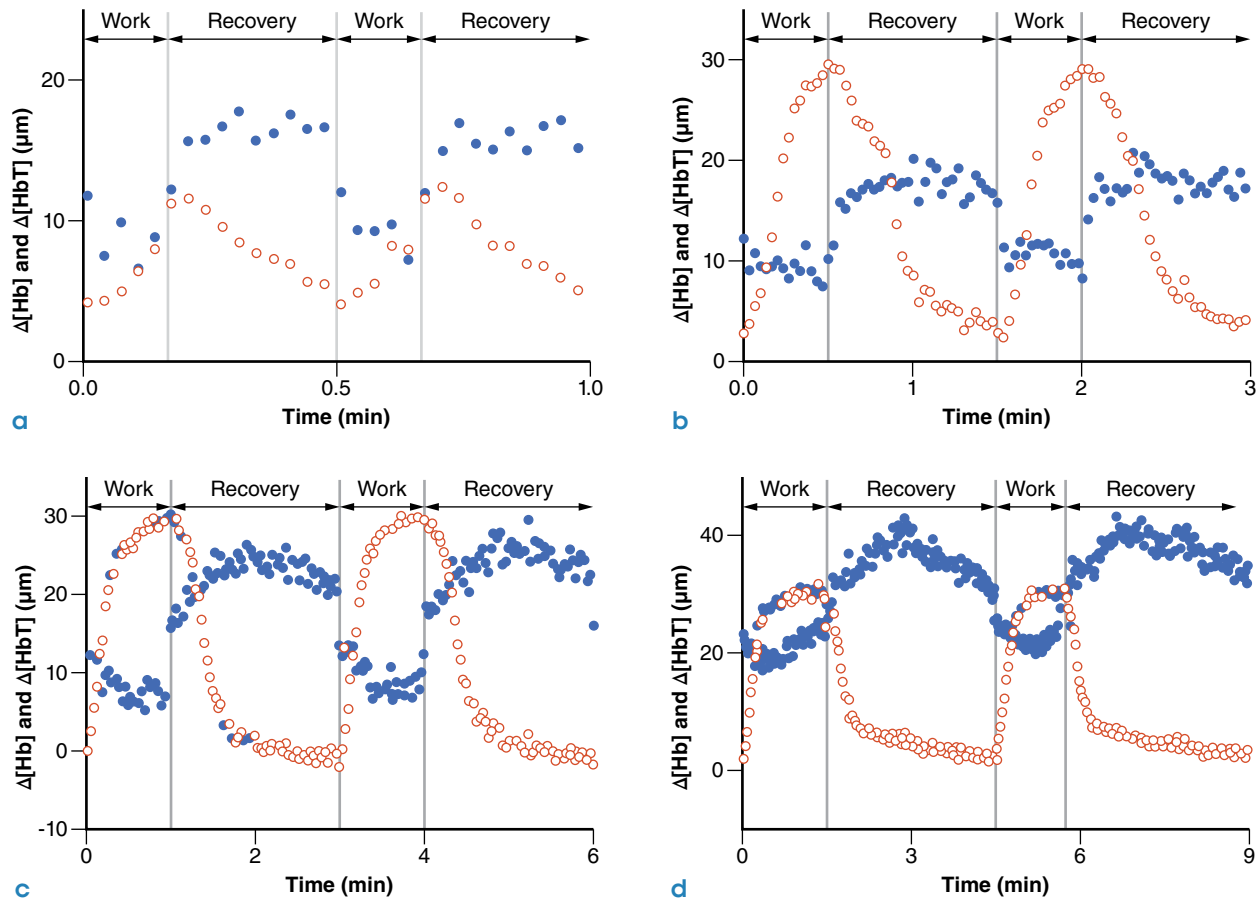 Work Recovery Work Recovery
Δ[Hb] and Δ[HbT] (μm)
20
10
0
0.0 0.5 1.0
Time (min)
a
Work Recovery Work Recovery
Δ[Hb] and Δ[HbT] (μm)
30
20
10
0
0.0 1 2 3
Time (min)
b
Work Recovery Work Recovery
Δ[Hb] and Δ[HbT] (μm)
30
20
10
0
-10
0 2 4 6
Time (min)
c
Work Recovery Work Recovery
Δ[Hb] and Δ[HbT] (μm)
40
20
0
0 3 6 9
Time (min)
d